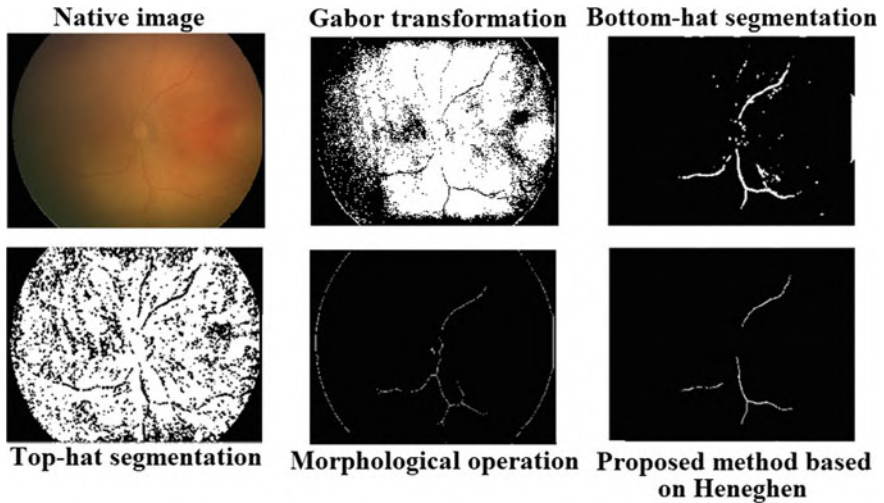 Native image
Gabor transformation
Bottom-hat segmentation
Top-hat segmentation
Morphological operation
Proposed method based
on Heneghen